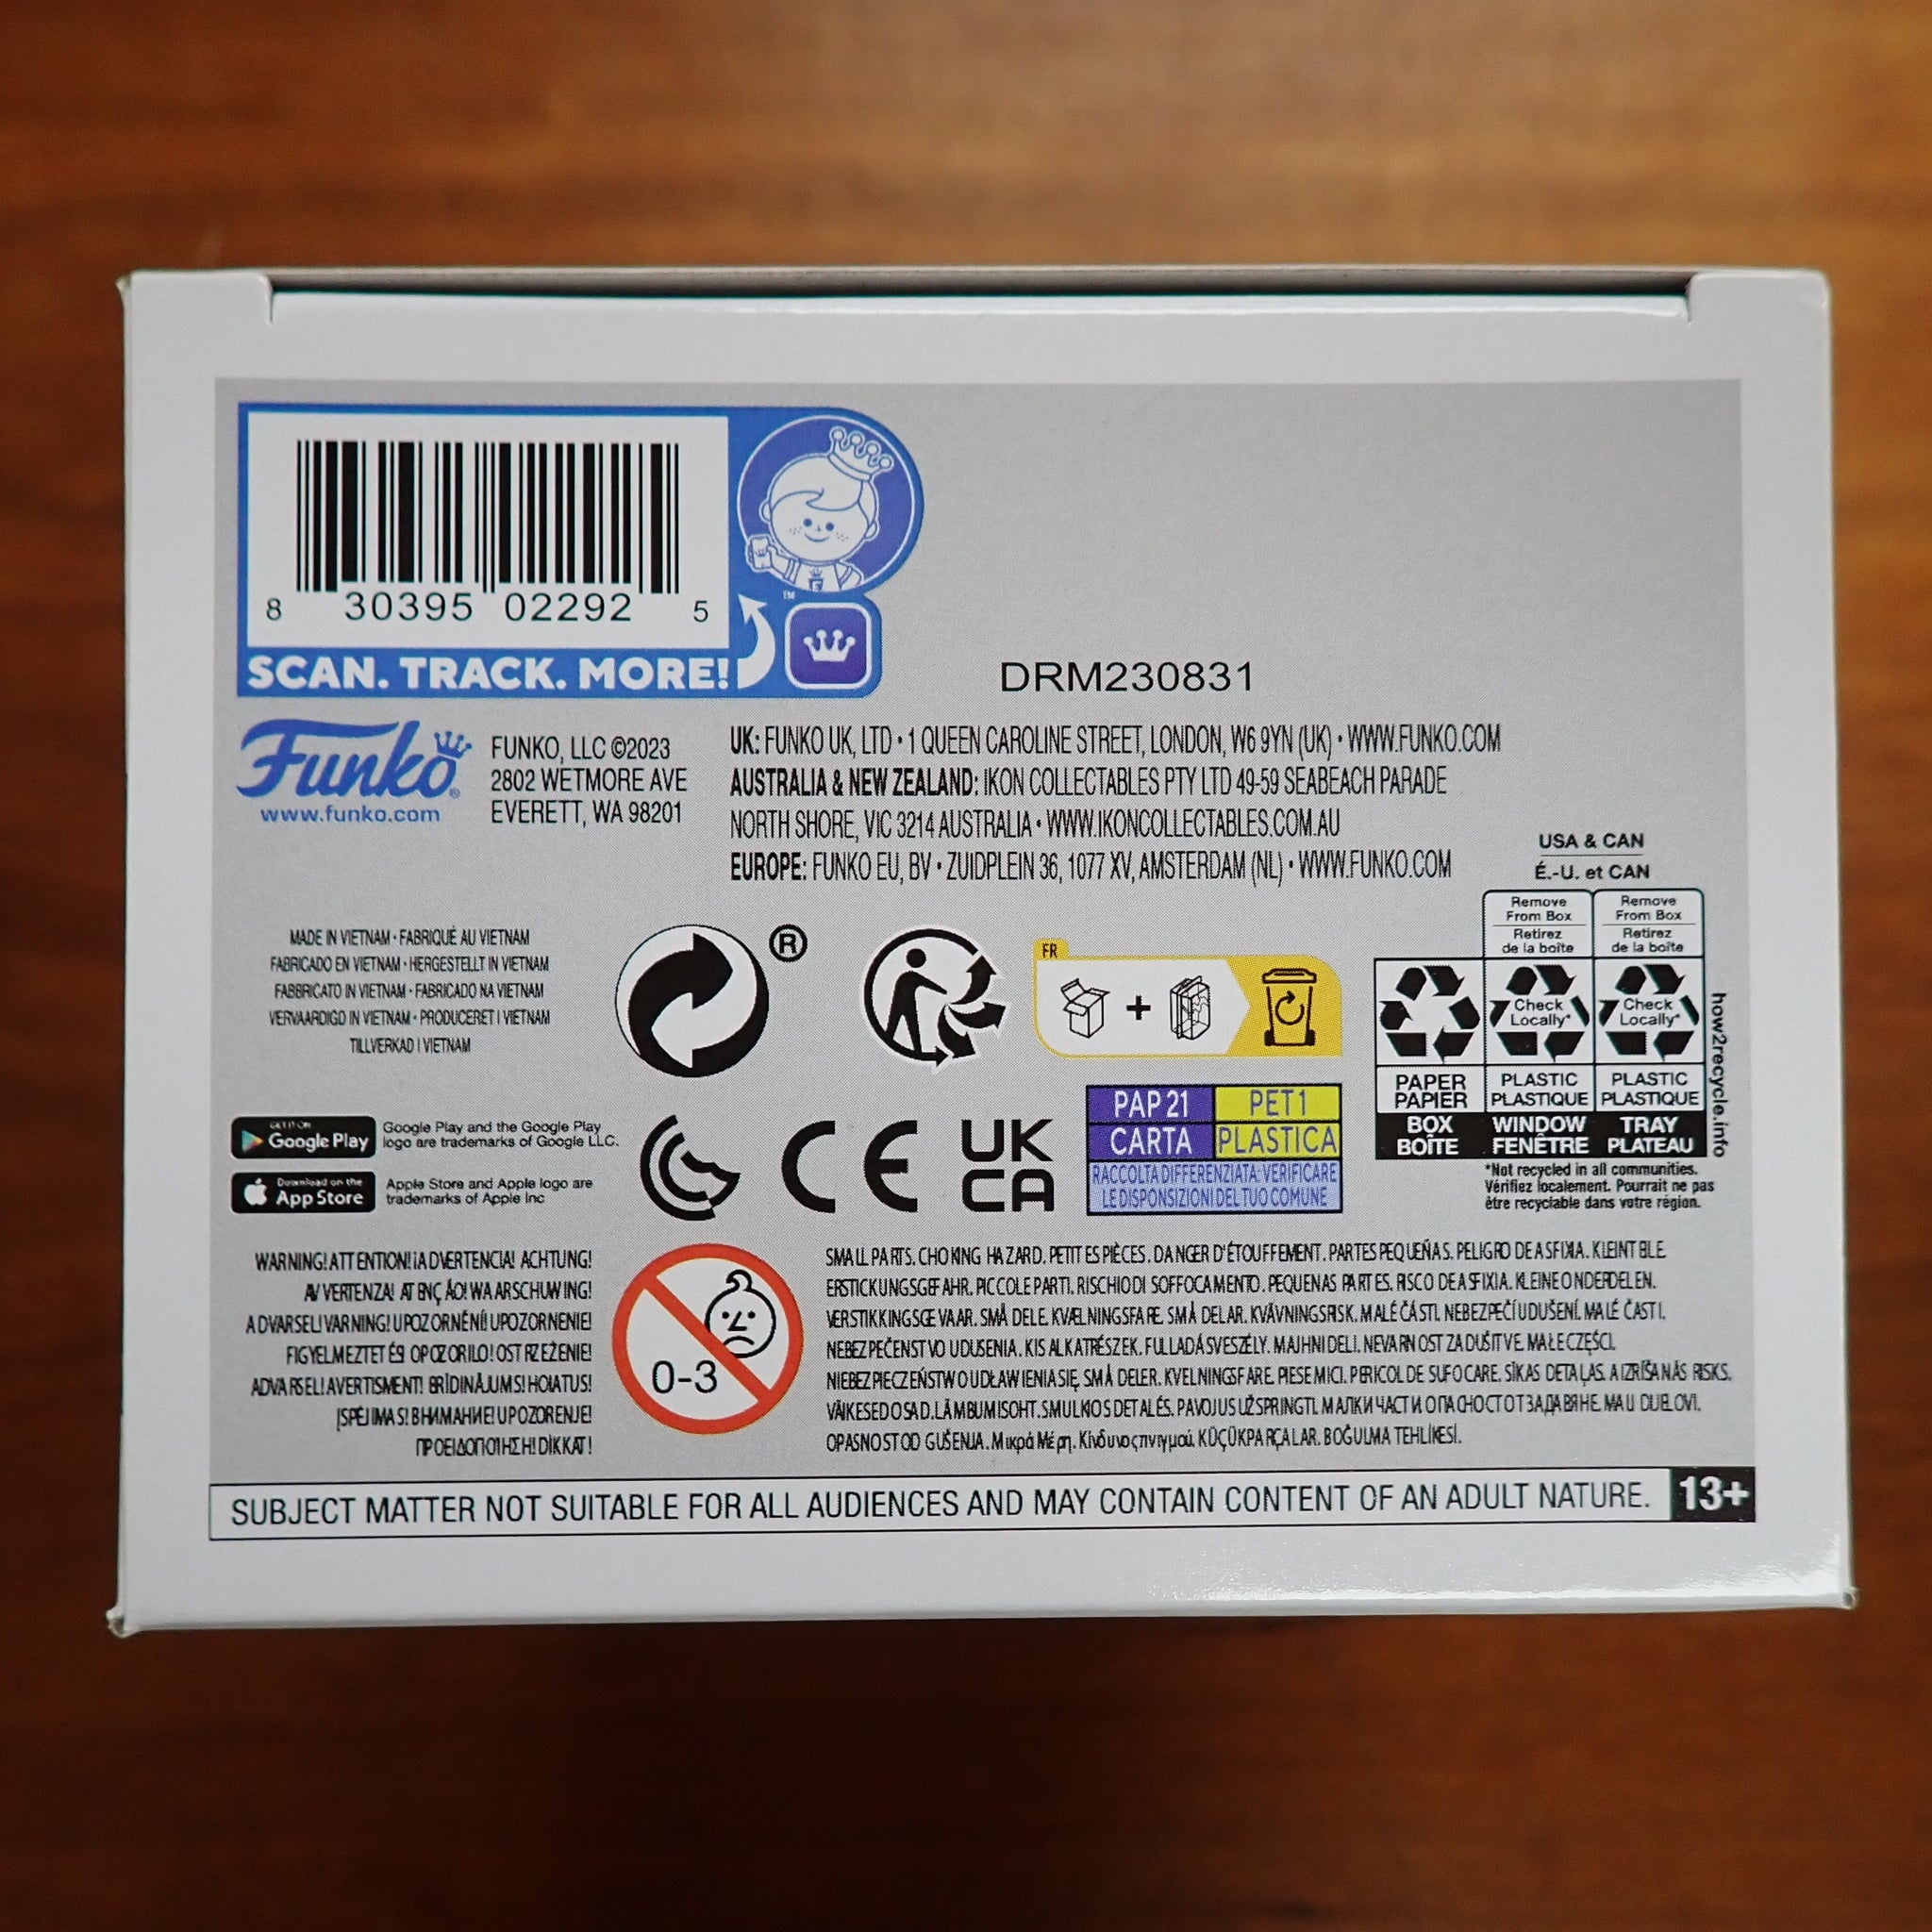 8 30395 02292 5
SCAN. TRACK. MORE!
TM
DRM230831
Funko®
www.funko.com
FUNKO, LLC ©2023
2802 WETMORE AVE
EVERETT, WA 98201
UK: FUNKO UK, LTD • 1 QUEEN CAROLINE STREET, LONDON, W6 9YN (UK) • WWW.FUNKO.COM
AUSTRALIA & NEW ZEALAND: IKON COLLECTABLES PTY LTD 49-59 SEABEACH PARADE
NORTH SHORE, VIC 3214 AUSTRALIA • WWW.IKONCOLLECTABLES.COM.AU
EUROPE: FUNKO EU, BV • ZUIDPLEIN 36, 1077 XV, AMSTERDAM (NL) • WWW.FUNKO.COM
USA & CAN
É.-U. et CAN
Remove
From Box
Retirez
de la boîte
Remove
From Box
Retirez
de la boîte
Check
Locally*
Check
Locally*
PAPER
PAPIER
PLASTIC
PLASTIQUE
PLASTIC
PLASTIQUE
BOX
BOÎTE
WINDOW
FENÊTRE
TRAY
PLATEAU
how2recycle.info
*Not recycled in all communities.
Vérifiez localement. Pourrait ne pas
être recyclable dans votre région.
MADE IN VIETNAM • FABRIQUÉ AU VIETNAM
FABRICADO EN VIETNAM • HERGESTELLT IN VIETNAM
FABBRICATO IN VIETNAM • FABRICADO NA VIETNAM
VERVAARDIGD IN VIETNAM • PRODUCERET I VIETNAM
TILLVERKAD I VIETNAM
®
FR
+
GET IT ON
Google Play
Google Play and the Google Play
logo are trademarks of Google LLC.
Download on the
App Store
Apple Store and Apple logo are
trademarks of Apple Inc
CE
UK
CA
PAP 21 PET 1
CARTA PLASTICA
RACCOLTA DIFFERENZIATA: VERIFICARE
LE DISPONSIZIONI DEL TUO COMUNE
WARNING! ATTENTION! ¡ADVERTENCIA! ACHTUNG!
AVVERTENZA! ATENÇÃO! WAARSCHUWING!
ADVARSEL! VARNING! UPOZORNĚNÍ! UPOZORNENIE!
FIGYELMEZTETÉS! OPOZORILO! OSTRZEŻENIE!
ADVARSEL! AVERTISMENT! BRĪDINĀJUMS! HOIATUS!
ĮSPĖJIMAS! ВНИМАНИЕ! UPOZORENJE!
ΠΡΟΕΙΔΟΠΟΙΗΣΗ! DİKKAT!
0-3
SMALL PARTS. CHOKING HAZARD. PETITES PIÈCES. DANGER D'ÉTOUFFEMENT. PARTES PEQUEÑAS. PELIGRO DE ASFIXIA. KLEINTEILE.
ERSTICKUNGSGEFAHR. PICCOLE PARTI. RISCHIO DI SOFFOCAMENTO. PEQUENAS PARTES. RISCO DE ASFIXIA. KLEINE ONDERDELEN.
VERSTIKKINGSGEVAAR. SMÅ DELE. KVÆLNINGSFARE. SMÅ DELAR. KVÄVNINGSRISK. MALÉ ČÁSTI. NEBEZPEČÍ UDUŠENÍ. MALÉ ČASTI.
NEBEZPEČENSTVO UDUSENIA. KIS ALKATRÉSZEK. FULLADÁSVESZÉLY. MAJHNI DELI. NEVARNOST ZADUŠITVE. MAŁE CZĘŚCI.
NIEBEZPIECZEŃSTWO UDŁAWIENIA SIĘ. SMÅ DELER. KVELNINGSFARE. PIESE MICI. PERICOL DE SUFOCARE. SĪKAS DETAĻAS. AIZRĪŠANĀS RISKS.
VÄIKESED OSAD. LÄMBUMISOHT. SMULKIOS DETALĖS. PAVOJUS UŽSPRINGTI. МАЛКИ ЧАСТИ ОПАСНОСТ ОТ ЗАДАВЯНЕ. MALI DIJELOVI.
OPASNOST OD GUŠENJA. Μικρά Μέρη. Κίνδυνος πνιγμού. KÜÇÜK PARÇALAR. BOĞULMA TEHLİKESİ.
SUBJECT MATTER NOT SUITABLE FOR ALL AUDIENCES AND MAY CONTAIN CONTENT OF AN ADULT NATURE. 13+